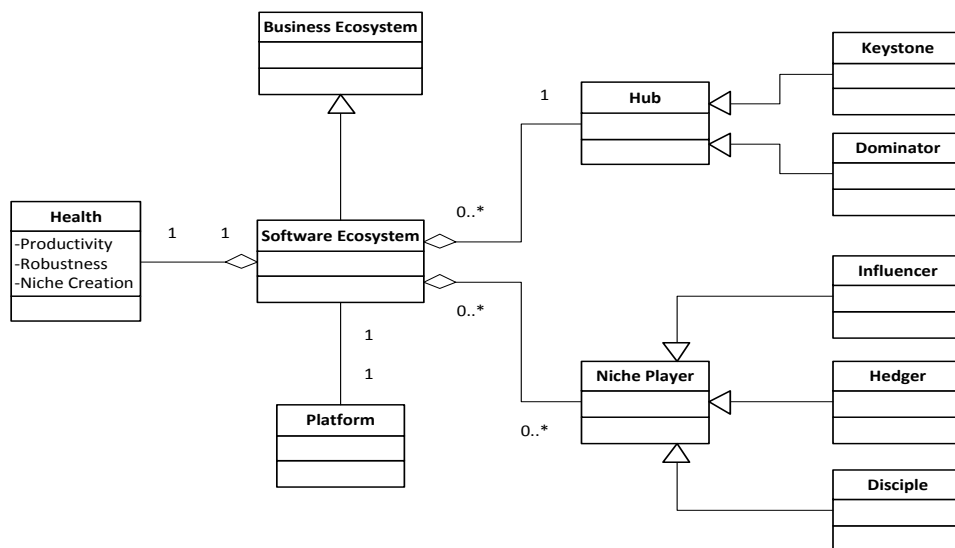 Business Ecosystem
Keystone
Hub
1
Dominator
Health
-Productivity
-Robustness
-Niche Creation
1
1
Software Ecosystem
0..*
0..*
Influencer
1
1
Niche Player
0..*
Hedger
Platform
Disciple